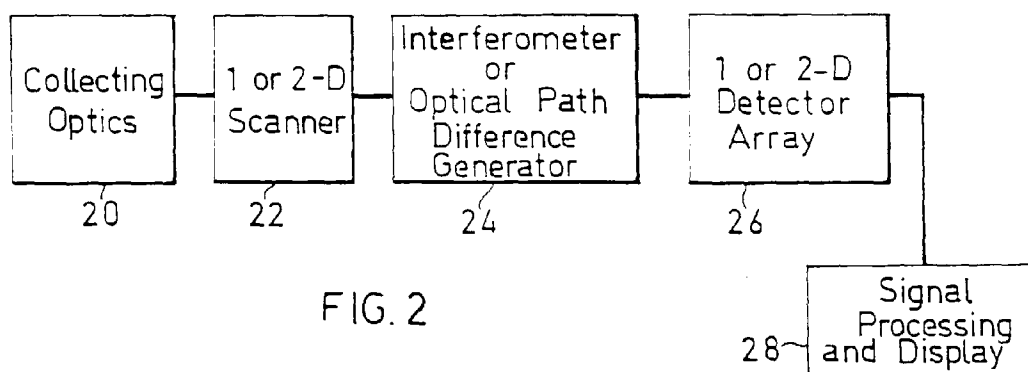 Collecting
Optics
20
1 or 2-D
Scanner
22
Interferometer
or
Optical Path
Difference
Generator
24
1 or 2-D
Detector
Array
26
Signal
Processing
and Display
28
FIG. 2